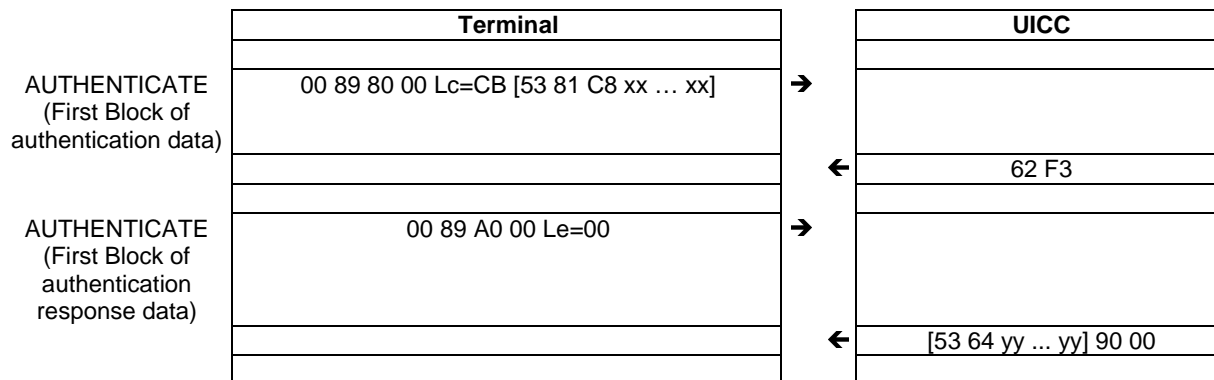 Terminal UICC
AUTHENTICATE 00 89 80 00 Lc=CB [53 81 C8 xx … xx] ➔
(First Block of
authentication data)
🡰 62 F3
AUTHENTICATE 00 89 A0 00 Le=00 ➔
(First Block of
authentication
response data)
🡰 [53 64 yy ... yy] 90 00